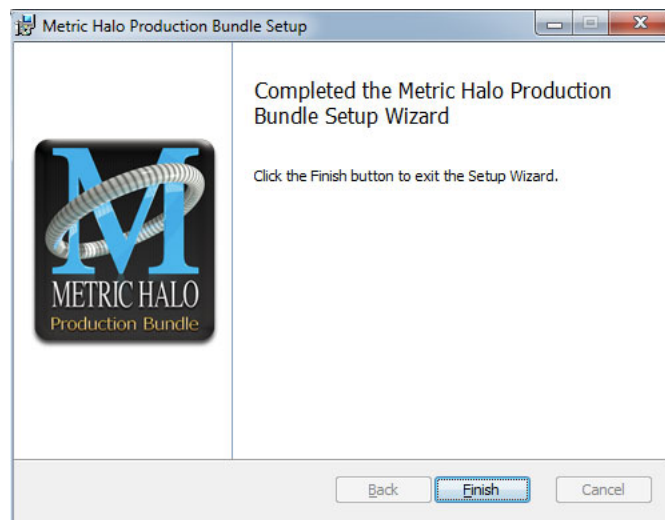 Metric Halo Production Bundle Setup
Completed the Metric Halo Production
Bundle Setup Wizard
Click the Finish button to exit the Setup Wizard.
M
METRIC HALO
Production Bundle
Back
Finish
Cancel